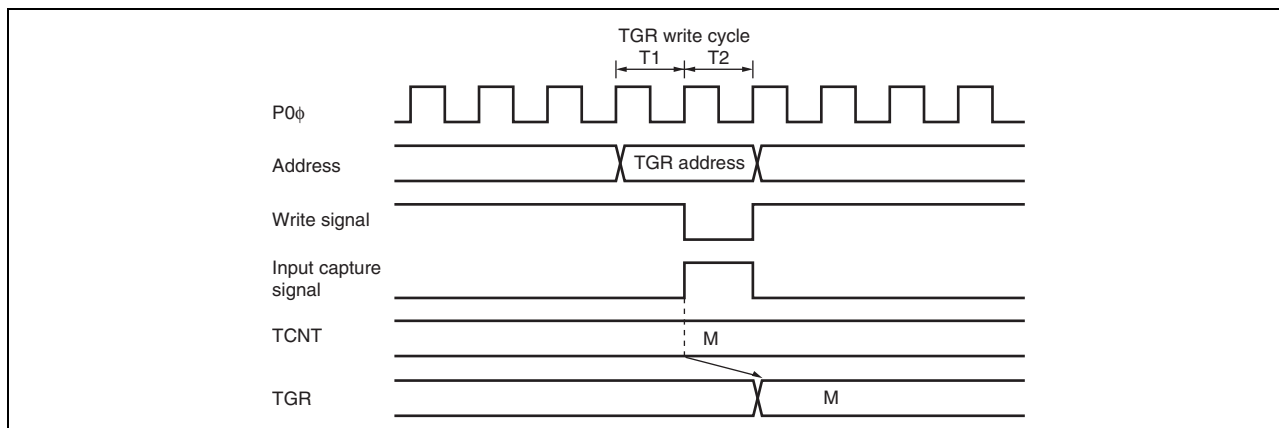 TGR write cycle
T1 T2
P0ϕ
Address TGR address
Write signal
Input capture
signal
TCNT M
TGR M